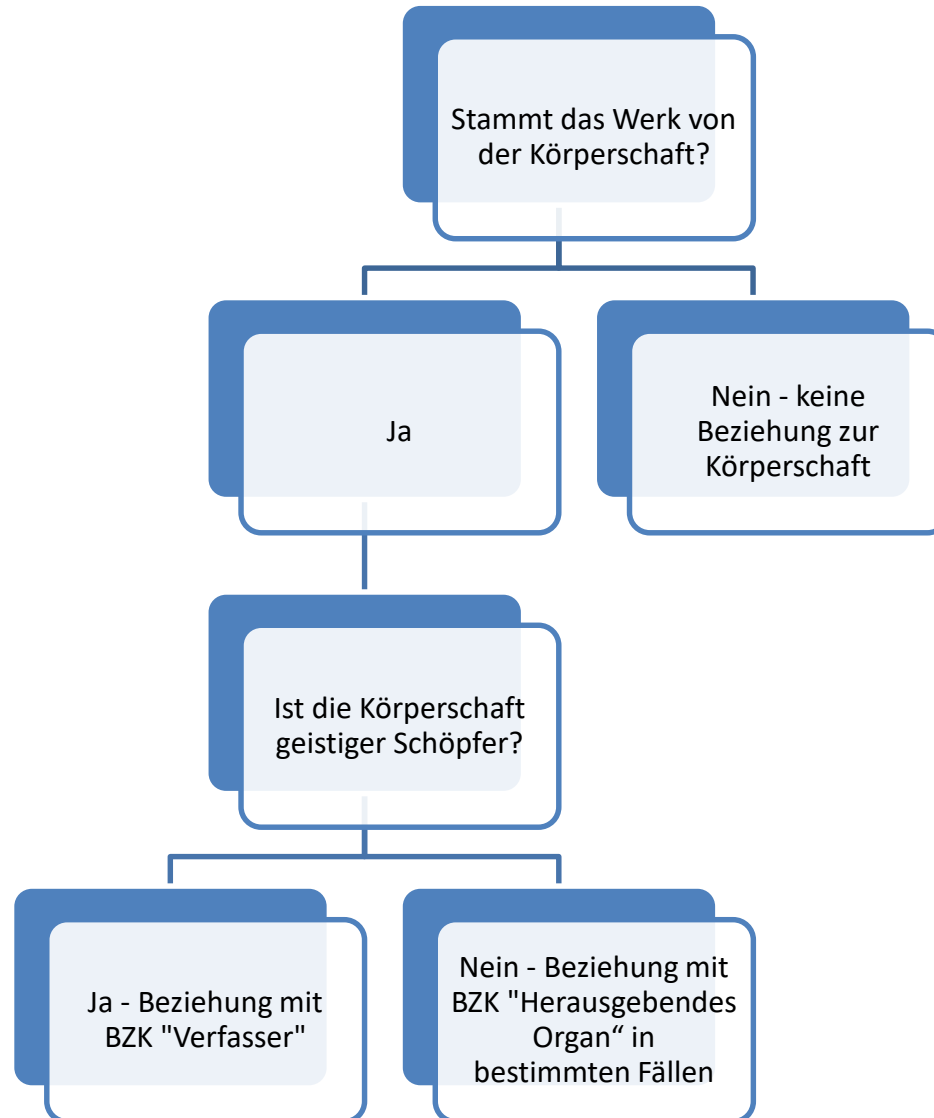 Stammt das Werk von
der Körperschaft?
Ja
Nein - keine
Beziehung zur
Körperschaft
Ist die Körperschaft
geistiger Schöpfer?
Ja - Beziehung mit
BZK "Verfasser"
Nein - Beziehung mit
BZK "Herausgebendes
Organ“ in
bestimmten Fällen